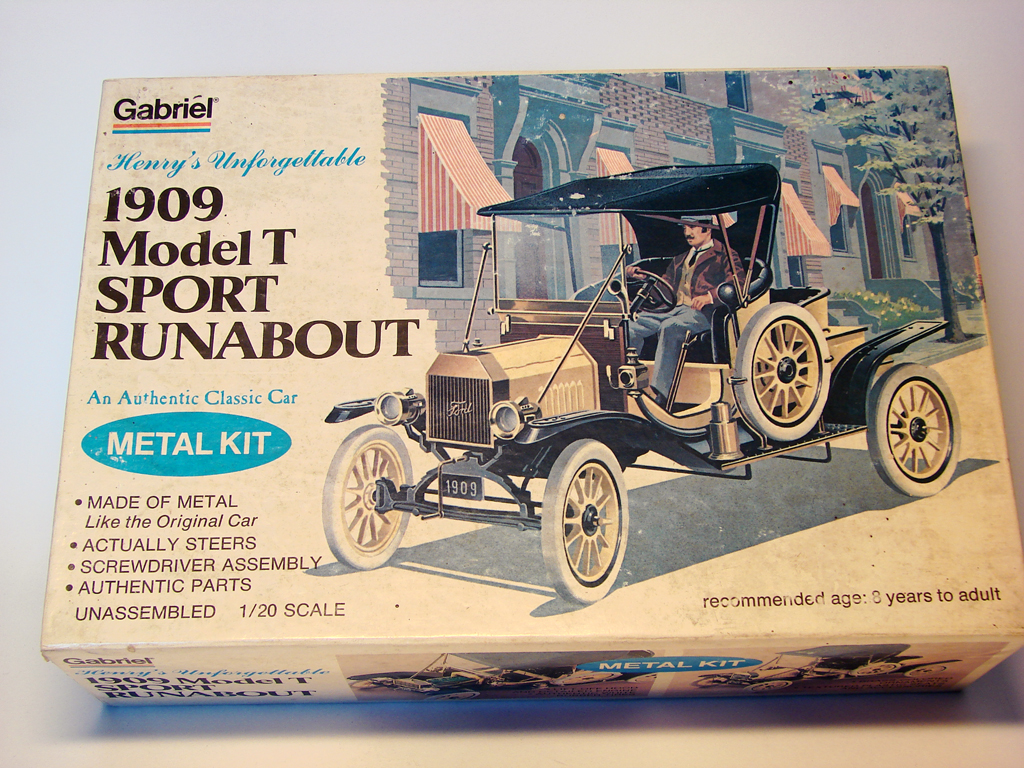 Gabriel®
Henry's Unforgettable
1909
Model T
SPORT
RUNABOUT
An Authentic Classic Car
METAL KIT
• MADE OF METAL
Like the Original Car
• ACTUALLY STEERS
• SCREWDRIVER ASSEMBLY
• AUTHENTIC PARTS
UNASSEMBLED 1/20 SCALE
Ford
1909
recommended age: 8 years to adult
Gabriel
Henry's Unforgettable
1909 Model T
SPORT
RUNABOUT
METAL KIT